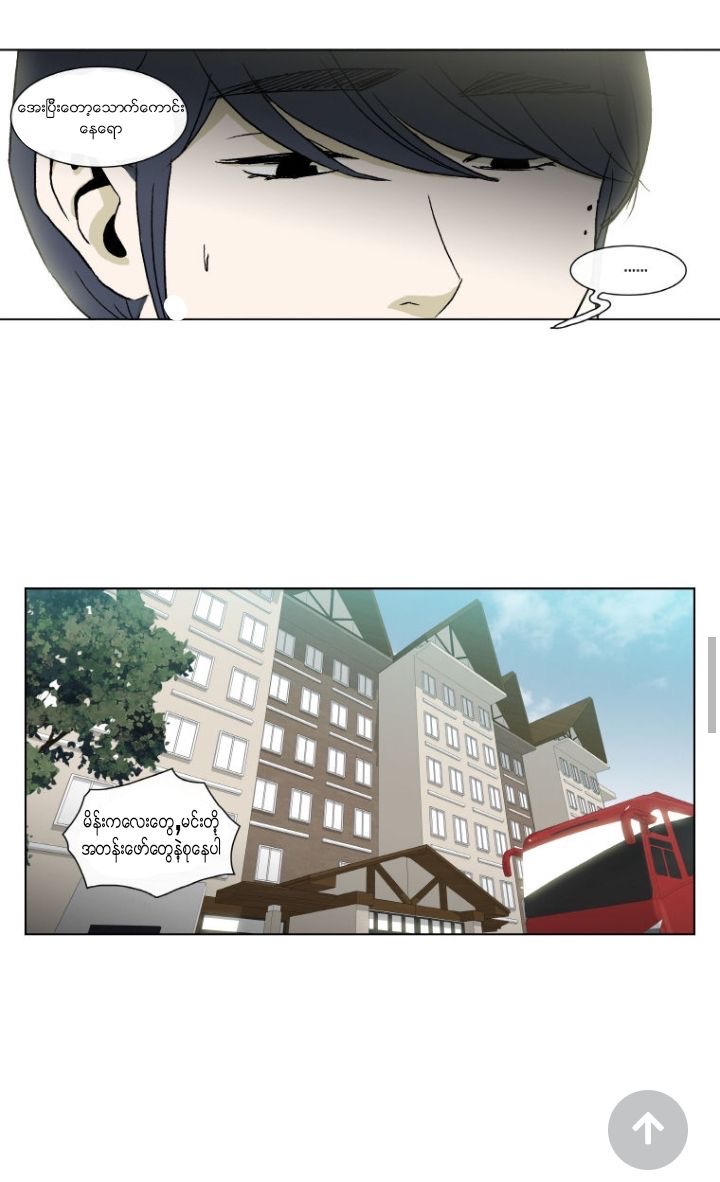 အေးပြီးတော့သောက်ကောင်း
နေရော
......
မိန်းကလေးတွေ,မင်းတို့
အတန်းဖော်တွေနဲ့စုနေပါ